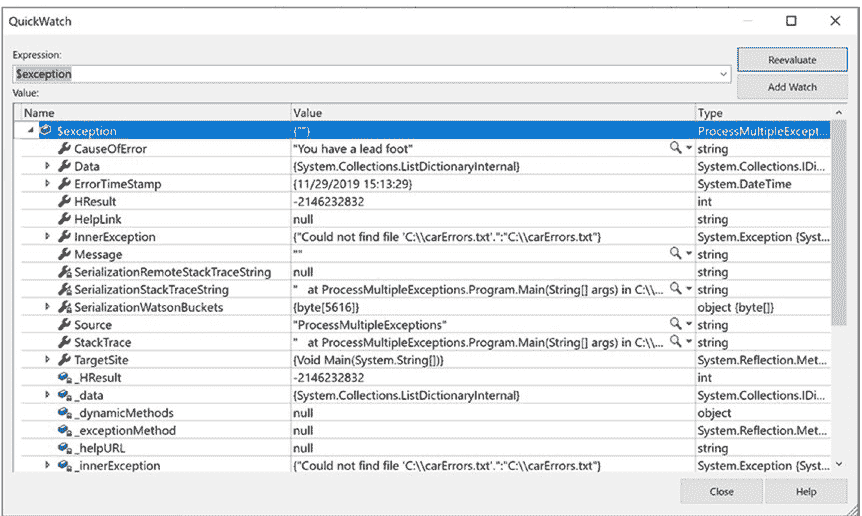 QuickWatch
Expression:
$exception
Reevaluate
Value:
Add Watch
Name Value Type
$exception {""} ProcessMultipleExcept...
CauseOfError "You have a lead foot" string
Data {System.Collections.ListDictionaryInternal} System.Collections.IDi...
ErrorTimeStamp {11/29/2019 15:13:29} System.DateTime
HResult -2146232832 int
HelpLink null string
InnerException {"Could not find file 'C:\\carErrors.txt'.":"C:\\carErrors.txt"} System.Exception {Syst...
Message "" string
SerializationRemoteStackTraceString null string
SerializationStackTraceString " at ProcessMultipleExceptions.Program.Main(String[] args) in C:\\... string
SerializationWatsonBuckets {byte[5616]} object {byte[]}
Source "ProcessMultipleExceptions" string
StackTrace " at ProcessMultipleExceptions.Program.Main(String[] args) in C:\\... string
TargetSite {Void Main(System.String[])} System.Reflection.Met...
_HResult -2146232832 int
_data {System.Collections.ListDictionaryInternal} System.Collections.IDi...
_dynamicMethods null object
_exceptionMethod null System.Reflection.Met...
_helpURL null string
_innerException {"Could not find file 'C:\\carErrors.txt'.":"C:\\carErrors.txt"} System.Exception {Syst...
Close Help